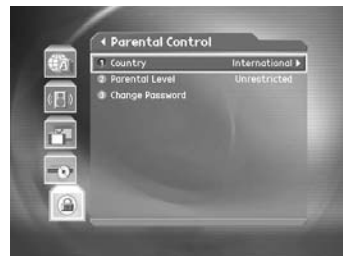 Parental Control
1 Country International
2 Parental Level Unrestricted
3 Change Password